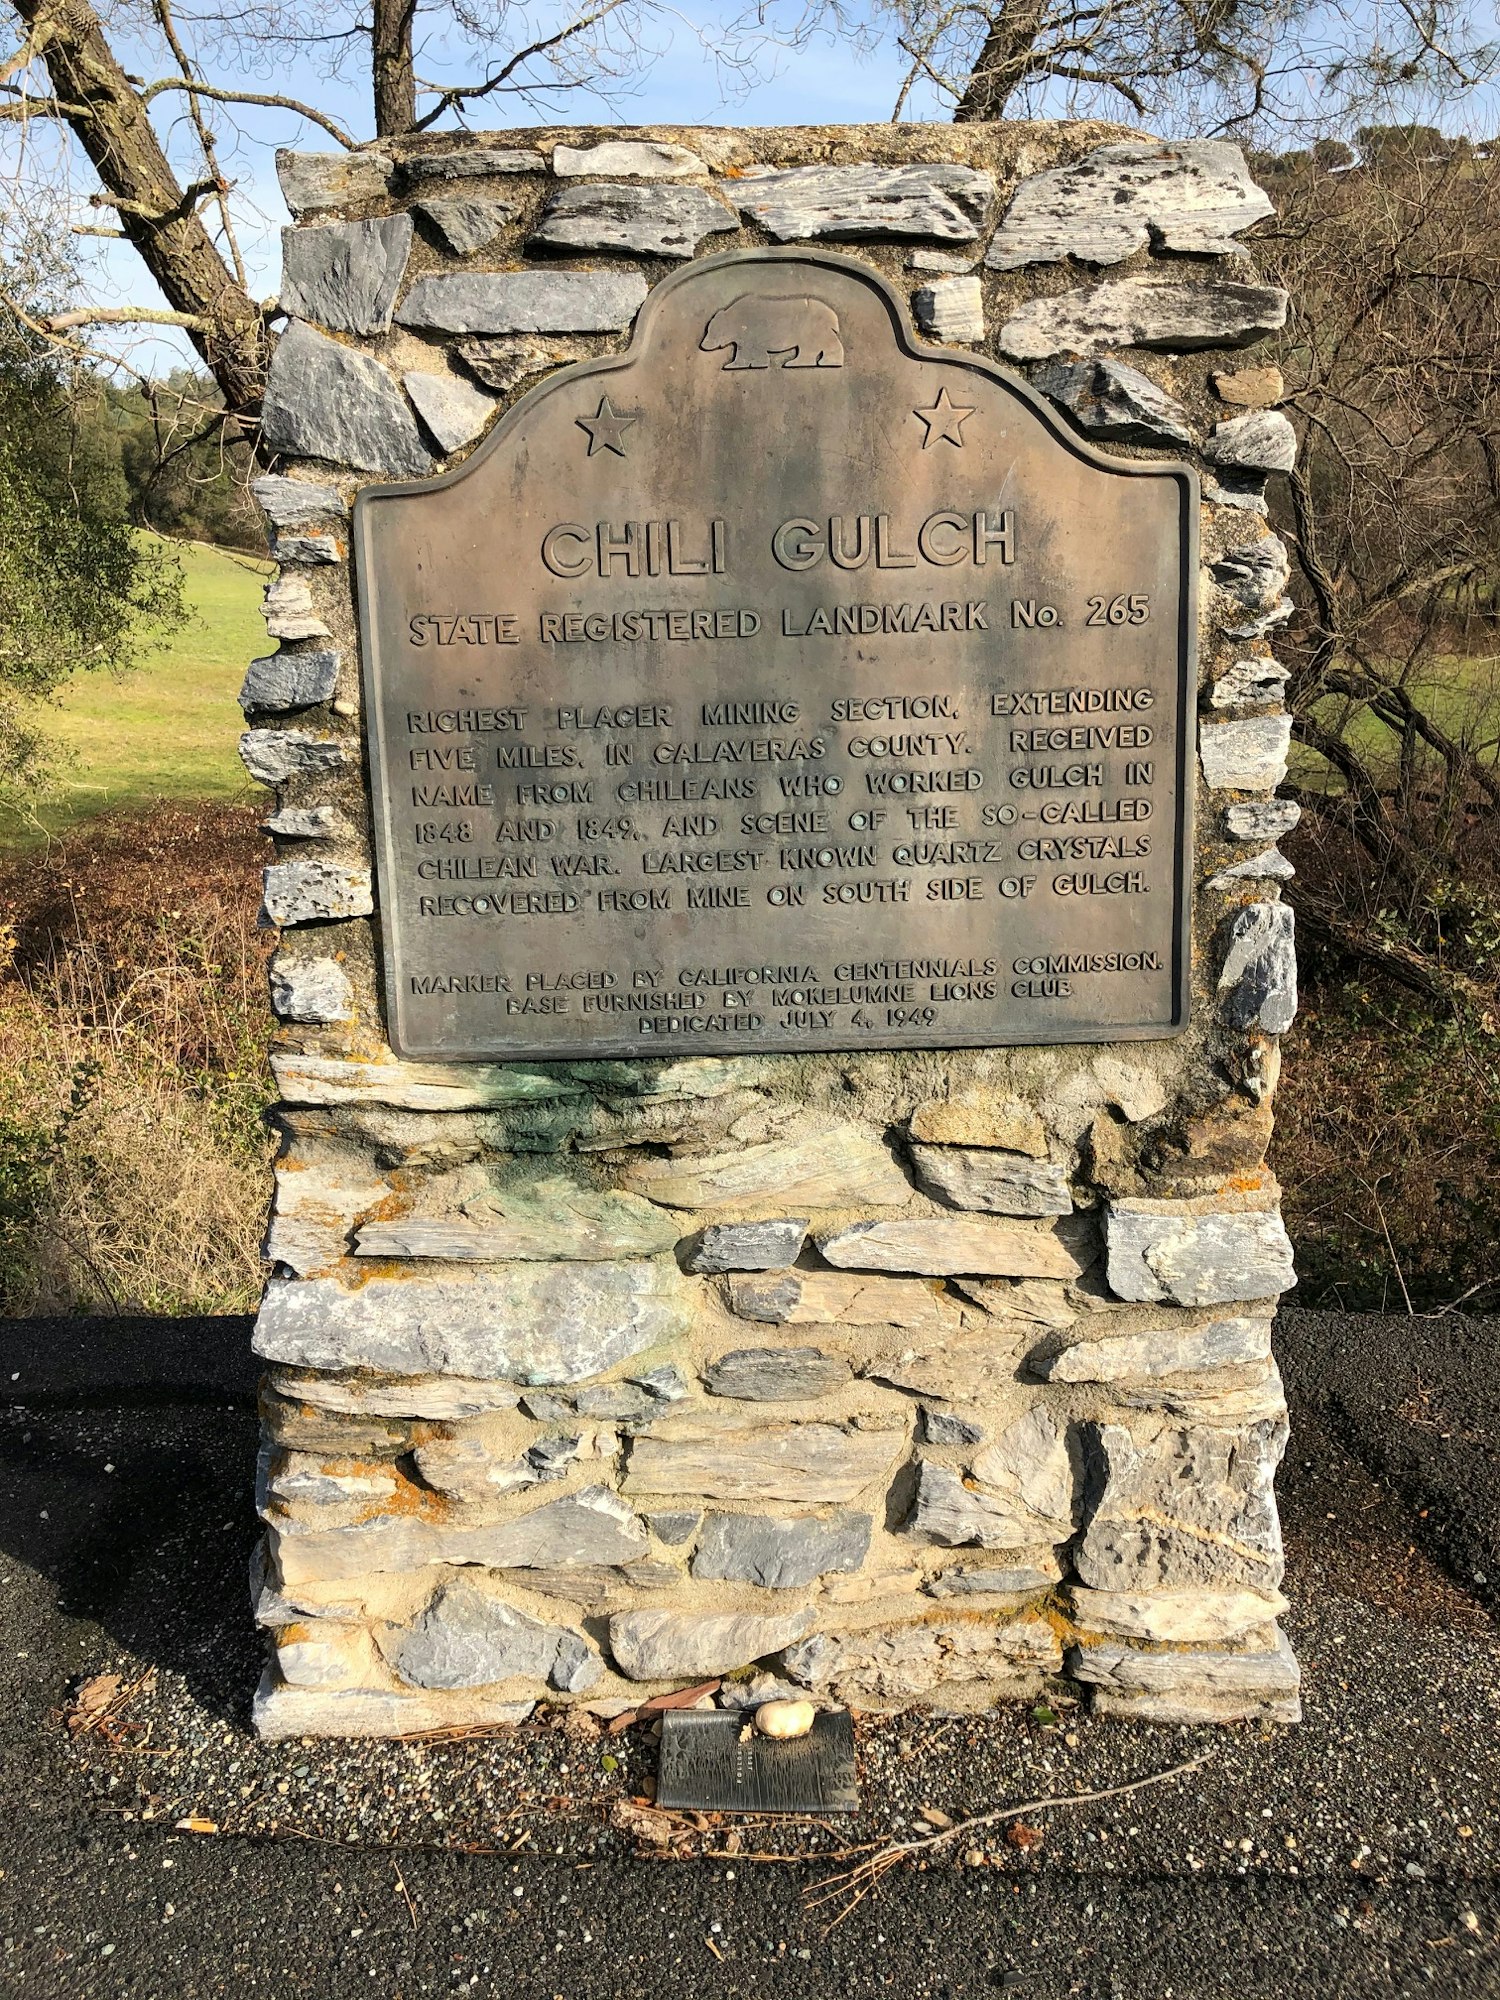 CHILI GULCH
STATE REGISTERED LANDMARK No. 265
RICHEST PLACER MINING SECTION, EXTENDING
FIVE MILES, IN CALAVERAS COUNTY. RECEIVED
NAME FROM CHILEANS WHO WORKED GULCH IN
1848 AND 1849, AND SCENE OF THE SO-CALLED
CHILEAN WAR. LARGEST KNOWN QUARTZ CRYSTALS
RECOVERED FROM MINE ON SOUTH SIDE OF GULCH.
MARKER PLACED BY CALIFORNIA CENTENNIALS COMMISSION.
BASE FURNISHED BY MOKELUMNE LIONS CLUB
DEDICATED JULY 4, 1949